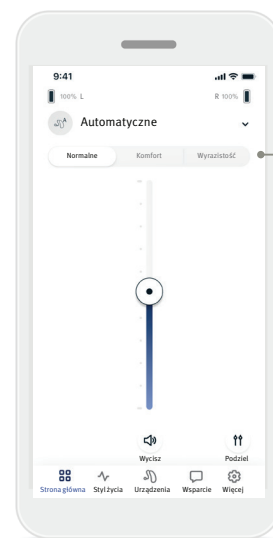 9:41
100% L
R 100%
Automatyczne
Normalne Komfort Wyrazistość
Wycisz Podziel
Strona główna Styl życia Urządzenia Wsparcie Więcej